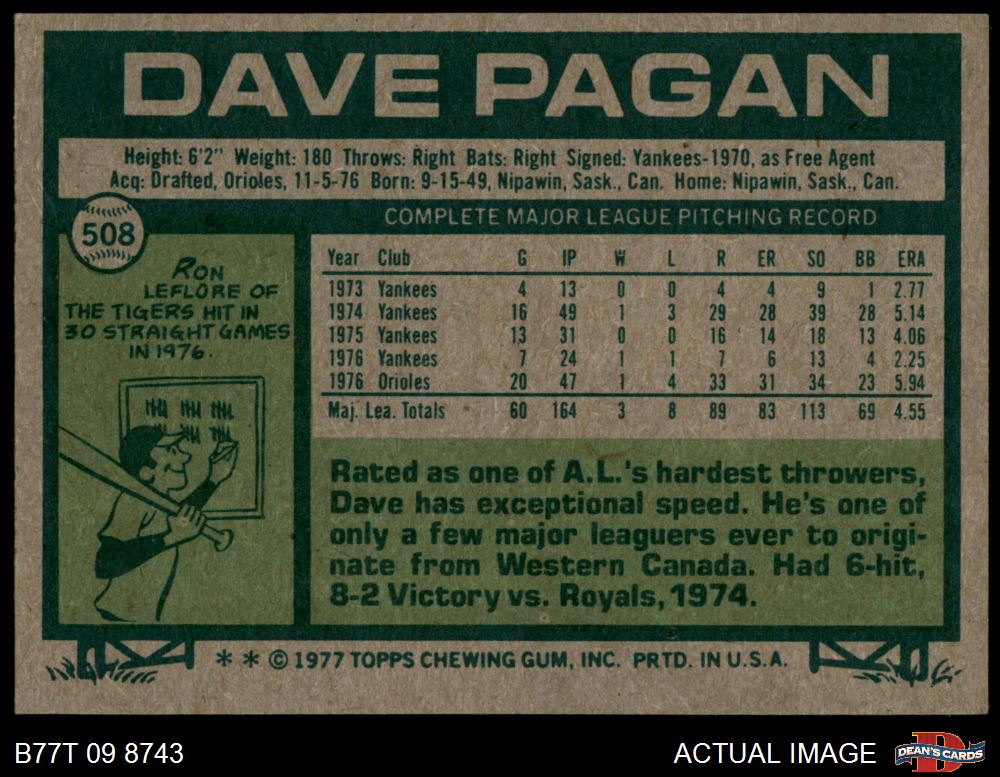 DAVE PAGAN
Height: 6'2" Weight: 180 Throws: Right Bats: Right Signed: Yankees-1970, as Free Agent
Acq: Drafted, Orioles, 11-5-76 Born: 9-15-49, Nipawin, Sask., Can. Home: Nipawin, Sask., Can.
508
COMPLETE MAJOR LEAGUE PITCHING RECORD
RON
LEFLORE OF
THE TIGERS HIT IN
30 STRAIGHT GAMES
IN 1976.
Year Club G IP W L R ER SO BB ERA
1973 Yankees 4 13 0 0 4 4 9 1 2.77
1974 Yankees 16 49 1 3 29 28 39 28 5.14
1975 Yankees 13 31 0 0 16 14 18 13 4.06
1976 Yankees 7 24 1 1 7 6 13 4 2.25
1976 Orioles 20 47 1 4 33 31 34 23 5.94
Maj. Lea. Totals 60 164 3 8 89 83 113 69 4.55
Rated as one of A.L.'s hardest throwers,
Dave has exceptional speed. He's one of
only a few major leaguers ever to origi-
nate from Western Canada. Had 6-hit,
8-2 Victory vs. Royals, 1974.
* * © 1977 TOPPS CHEWING GUM, INC. PRTD. IN U.S.A.
B77T 09 8743
ACTUAL IMAGE
D
DEAN'S CARDS